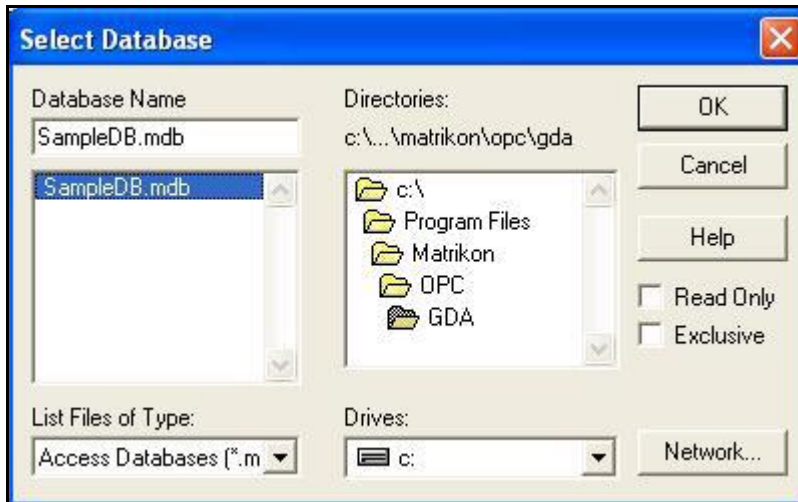 Select Database
Database Name
SampleDB.mdb
SampleDB.mdb
List Files of Type:
Access Databases (*.m
Directories:
c:\...\matrikon\opc\gda
c:\
Program Files
Matrikon
OPC
GDA
Drives:
c:
OK
Cancel
Help
Read Only
Exclusive
Network...